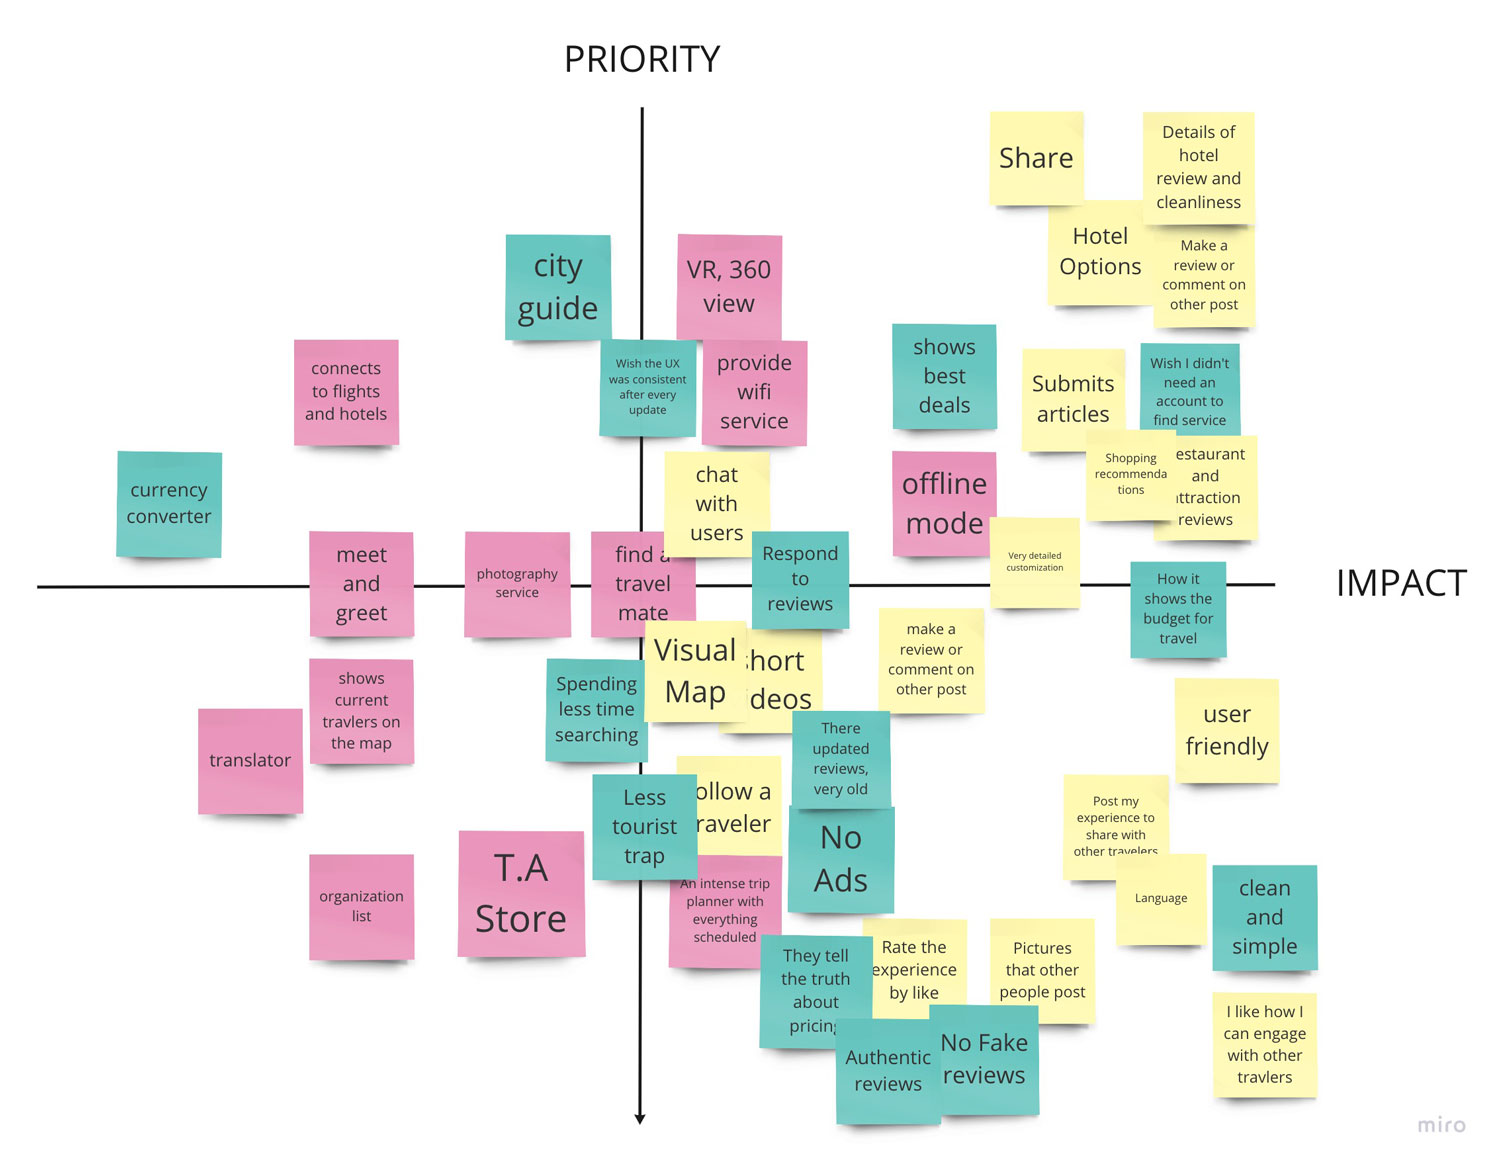 PRIORITY
Share
Details of
hotel
review and
cleanliness
Hotel
Options
Make a
review or
comment on
other post
city
guide
VR, 360
view
Wish the UX
was consistent
after every
update
provide
wifi
service
connects
to flights
and hotels
shows
best
deals
Submits
articles
Wish I didn't
need an
account to
find service
currency
converter
chat
with
users
offline
mode
Shopping
recommenda
tions
estaurant
and
ttraction
reviews
meet
and
greet
photography
service
find a
travel
mate
Respond
to
reviews
Very detailed
customization
How it
shows the
budget for
travel
IMPACT
Visual
Map
hort
deos
make a
review or
comment on
other post
shows
current
travlers on
the map
Spending
less time
searching
translator
There
updated
reviews,
very old
user
friendly
Less
tourist
trap
ollow a
raveler
No
Ads
Post my
experience to
share with
other travelers
organization
list
T.A
Store
An intense trip
planner with
everything
scheduled
Language
clean
and
simple
They tell
the truth
about
pricing
Rate the
experience
by like
Pictures
that other
people post
Authentic
reviews
No Fake
reviews
I like how I
can engage
with other
travlers
miro